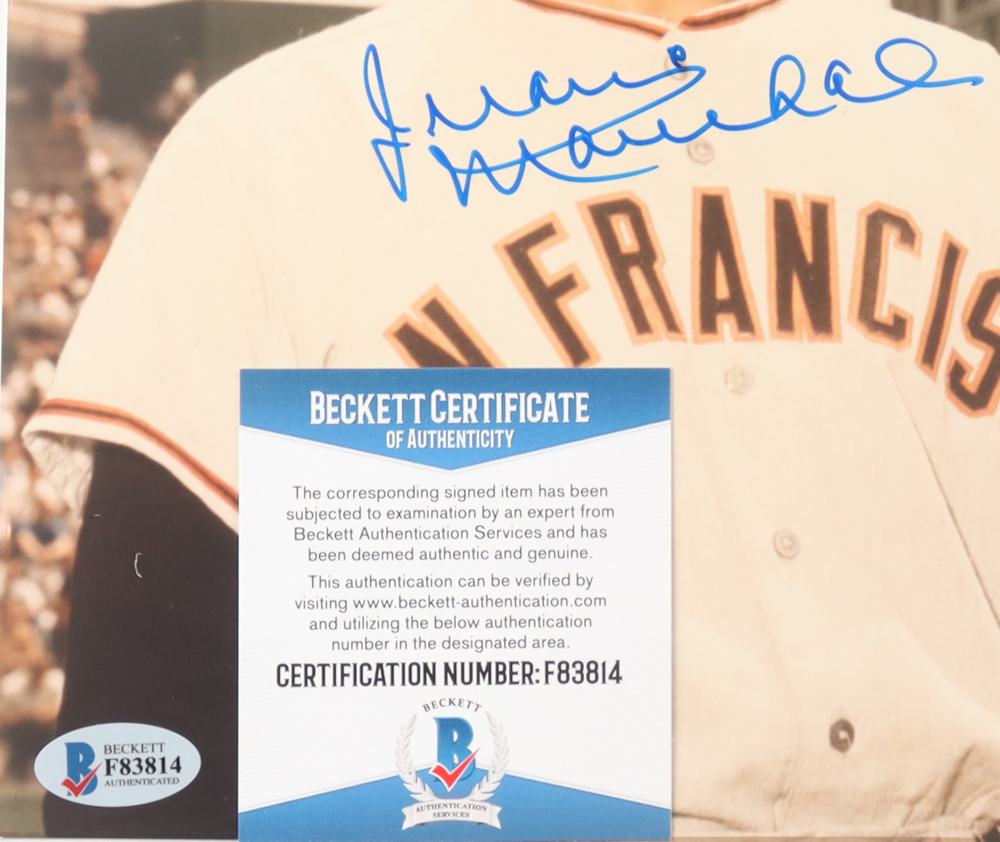 Juan Marichal
N FRANCIS
BECKETT CERTIFICATE
OF AUTHENTICITY
The corresponding signed item has been
subjected to examination by an expert from
Beckett Authentication Services and has
been deemed authentic and genuine.
This authentication can be verified by
visiting www.beckett-authentication.com
and utilizing the below authentication
number in the designated area.
CERTIFICATION NUMBER: F83814
BECKETT
B
AUTHENTICATION
SERVICES
B
BECKETT
F83814
AUTHENTICATED